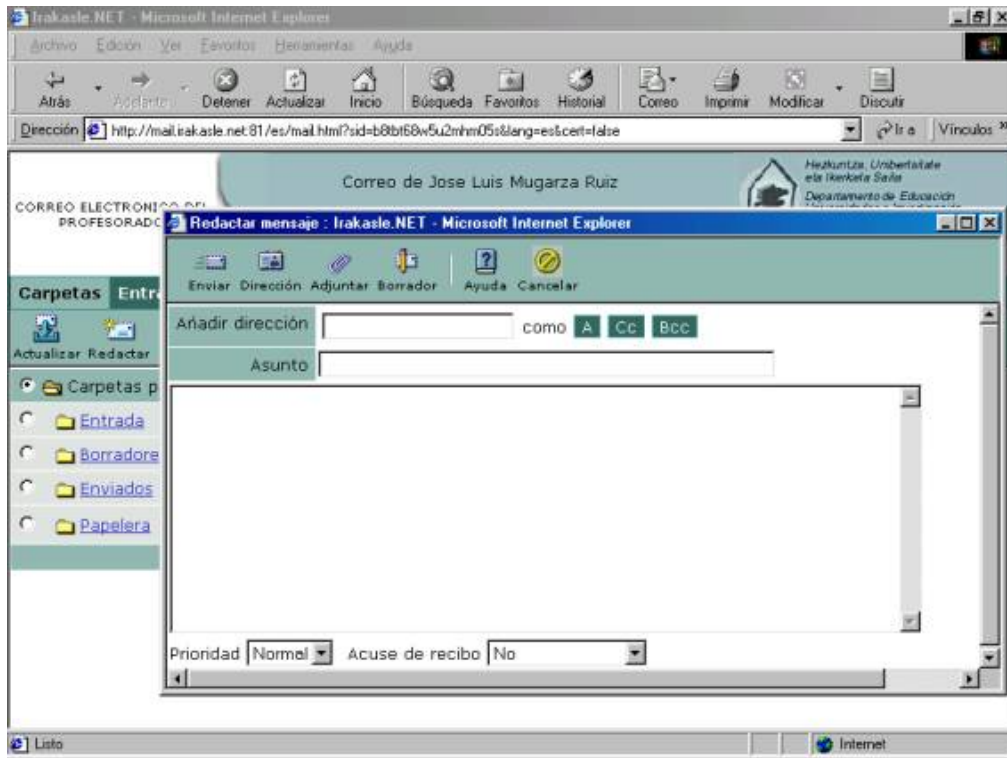 Irakasle.NET - Microsoft Internet Explorer
Archivo Edición Ver Favoritos Herramientas Ayuda
Atrás Adelante Detener Actualizar Inicio Búsqueda Favoritos Historial Correo Imprimir Modificar Discutir
Dirección http://mail.irakasle.net:81/es/mail.html?sid=b8tbt68w5u2mhm05s&lang=es&cert=false Ir a Vínculos »
Correo de Jose Luis Mugarza Ruiz
Hezkuntza, Unibertsitate
eta Ikerketa Saila
Departamento de Educación
CORREO ELECTRONICO DEL
PROFESORADO
Redactar mensaje : Irakasle.NET - Microsoft Internet Explorer
Enviar Dirección Adjuntar Borrador Ayuda Cancelar
Carpetas Entra
Añadir dirección como A Cc Bcc
Actualizar Redactar
Asunto
Carpetas p
Entrada
Borradore
Enviados
Papelera
Prioridad Normal Acuse de recibo No
Listo Internet